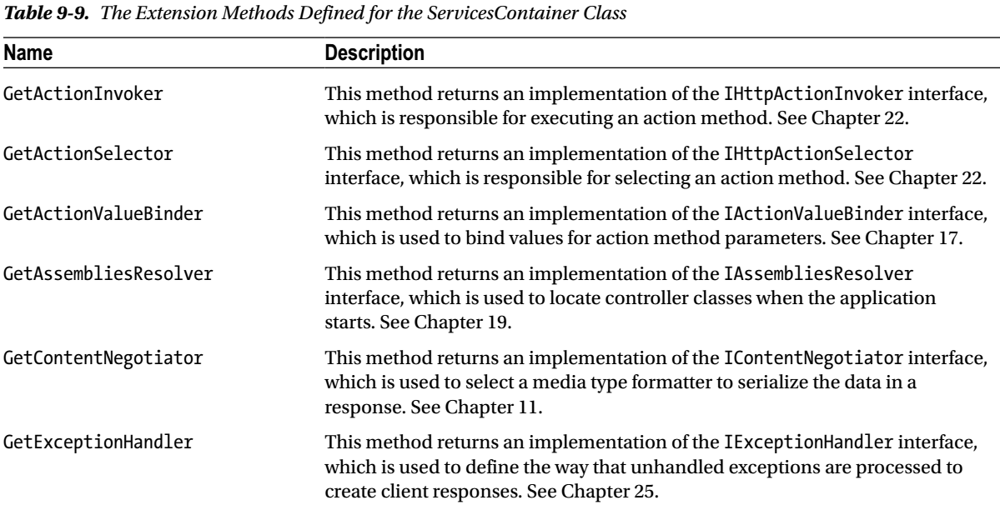 Table 9-9. The Extension Methods Defined for the ServicesContainer Class
Name Description
GetActionInvoker This method returns an implementation of the IHttpActionInvoker interface,
which is responsible for executing an action method. See Chapter 22.
GetActionSelector This method returns an implementation of the IHttpActionSelector
interface, which is responsible for selecting an action method. See Chapter 22.
GetActionValueBinder This method returns an implementation of the IActionValueBinder interface,
which is used to bind values for action method parameters. See Chapter 17.
GetAssembliesResolver This method returns an implementation of the IAssembliesResolver
interface, which is used to locate controller classes when the application
starts. See Chapter 19.
GetContentNegotiator This method returns an implementation of the IContentNegotiator interface,
which is used to select a media type formatter to serialize the data in a
response. See Chapter 11.
GetExceptionHandler This method returns an implementation of the IExceptionHandler interface,
which is used to define the way that unhandled exceptions are processed to
create client responses. See Chapter 25.